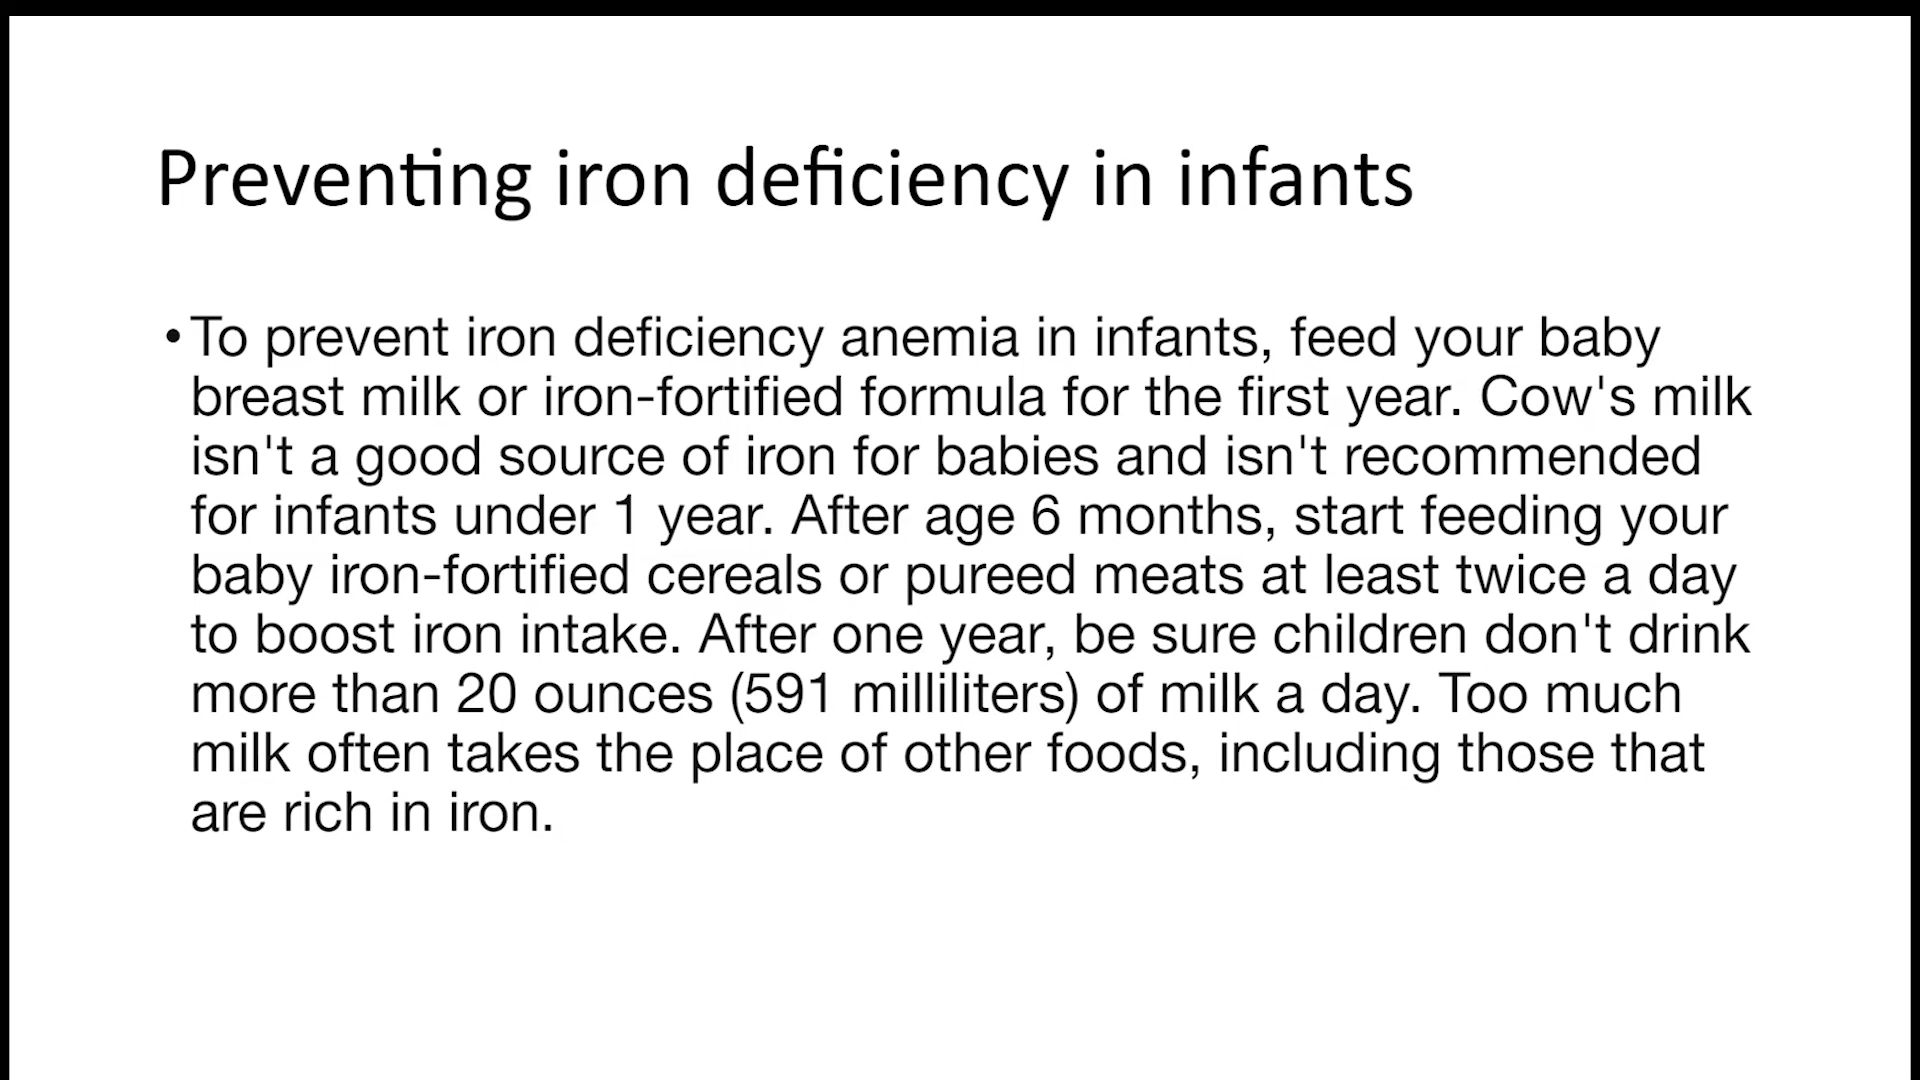 Preventing iron deficiency in infants
•To prevent iron deficiency anemia in infants, feed your baby
breast milk or iron-fortified formula for the first year. Cow's milk
isn't a good source of iron for babies and isn't recommended
for infants under 1 year. After age 6 months, start feeding your
baby iron-fortified cereals or pureed meats at least twice a day
to boost iron intake. After one year, be sure children don't drink
more than 20 ounces (591 milliliters) of milk a day. Too much
milk often takes the place of other foods, including those that
are rich in iron.